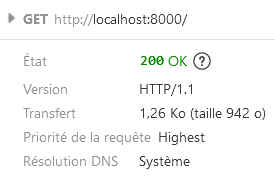 GET http://localhost:8000/
État 200 OK ?
Version HTTP/1.1
Transfert 1,26 Ko (taille 942 o)
Priorité de la requête Highest
Résolution DNS Système